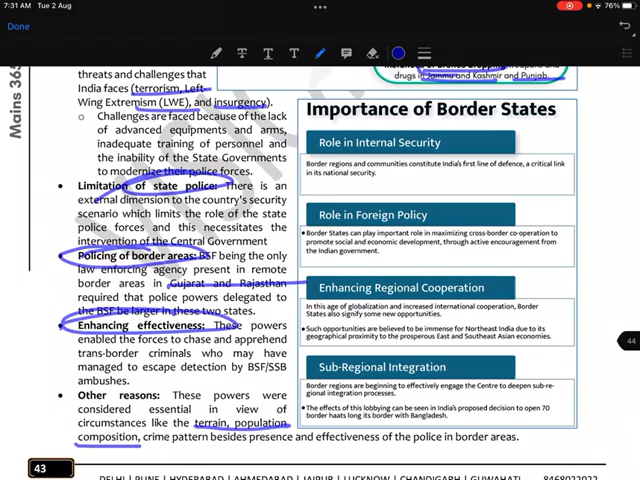 7:31 AM Tue 2 Aug
76%
Done
Mains 365
drugs in Jammu and Kashmir and Punjab.
threats and challenges that
India faces (terrorism, Left-
Wing Extremism (LWE), and insurgency).
o Challenges are faced because of the lack
of advanced equipments and arms,
inadequate training of personnel and
the inability of the State Governments
to modernize their police forces.
• Limitation of state police: There is an
external dimension to the country's security
scenario which limits the role of the state
police forces and this necessitates the
intervention of the Central Government
• Policing of border areas: BSF being the only
law enforcing agency present in remote
border areas in Gujarat and Rajasthan
required that police powers delegated to
the BSF be larger in these two states.
• Enhancing effectiveness: These powers
enabled the forces to chase and apprehend
trans-border criminals who may have
managed to escape detection by BSF/SSB
ambushes.
• Other reasons: These powers were
considered essential in view of
circumstances like the terrain, population
composition, crime pattern besides presence and effectiveness of the police in border areas.
Importance of Border States
Role in Internal Security
Border regions and communities constitute India's first line of defence, a critical link
in its national security.
Role in Foreign Policy
• Border States can play important role in maximizing cross-border co-operation to
promote social and economic development, through active encouragement from
the Indian government.
Enhancing Regional Cooperation
In this age of globalization and increased international cooperation, Border
States also signify some new opportunities.
• Such opportunities are believed to be immense for Northeast India due to its
geographical proximity to the prosperous East and Southeast Asian economies.
Sub-Regional Integration
Border regions are beginning to effectively engage the Centre to deepen sub-re-
gional integration processes.
• The effects of this lobbying can be seen in India's proposed decision to open 70
border haats long its border with Bangladesh.
44
43
DELHI | PUNE | HYDERABAD | AHMEDABAD | JAIPUR | LUCKNOW | CHANDIGARH | GUWAHATI 8468022022